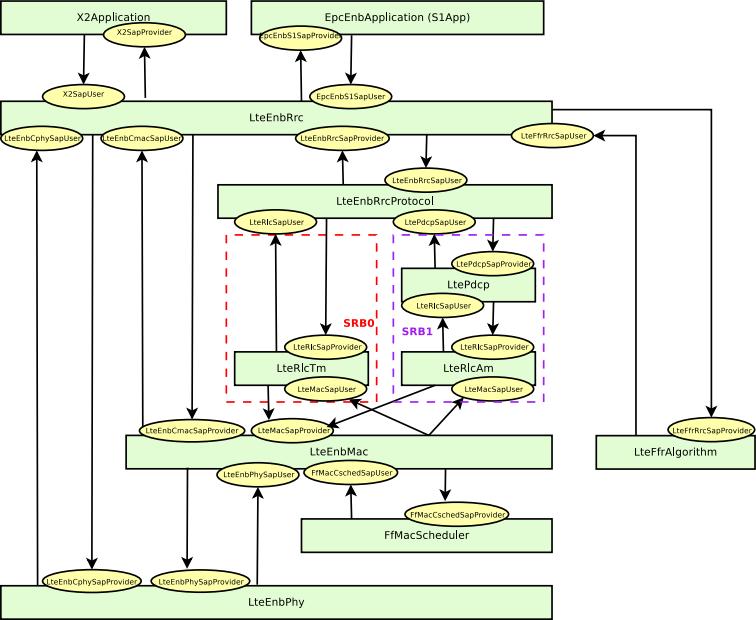 X2Application
EpcEnbApplication (S1App)
X2SapProvider
EpcEnbS1SapProvider
X2SapUser
EpcEnbS1SapUser
LteEnbRrc
LteEnbCphySapUser
LteEnbCmacSapUser
LteEnbRrcSapProvider
LteFfrRrcSapUser
LteEnbRrcSapUser
LteEnbRrcProtocol
LteRlcSapUser
LtePdcpSapUser
LtePdcpSapProvider
LtePdcp
LteRlcSapUser
SRB0
SRB1
LteRlcSapProvider
LteRlcSapProvider
LteRlcTm
LteRlcAm
LteMacSapUser
LteMacSapUser
LteEnbCmacSapProvider
LteMacSapProvider
LteFfrRrcSapProvider
LteEnbMac
LteFfrAlgorithm
LteEnbPhySapUser
FfMacCschedSapUser
FfMacCschedSapProvider
FfMacScheduler
LteEnbCphySapProvider
LteEnbPhySapProvider
LteEnbPhy